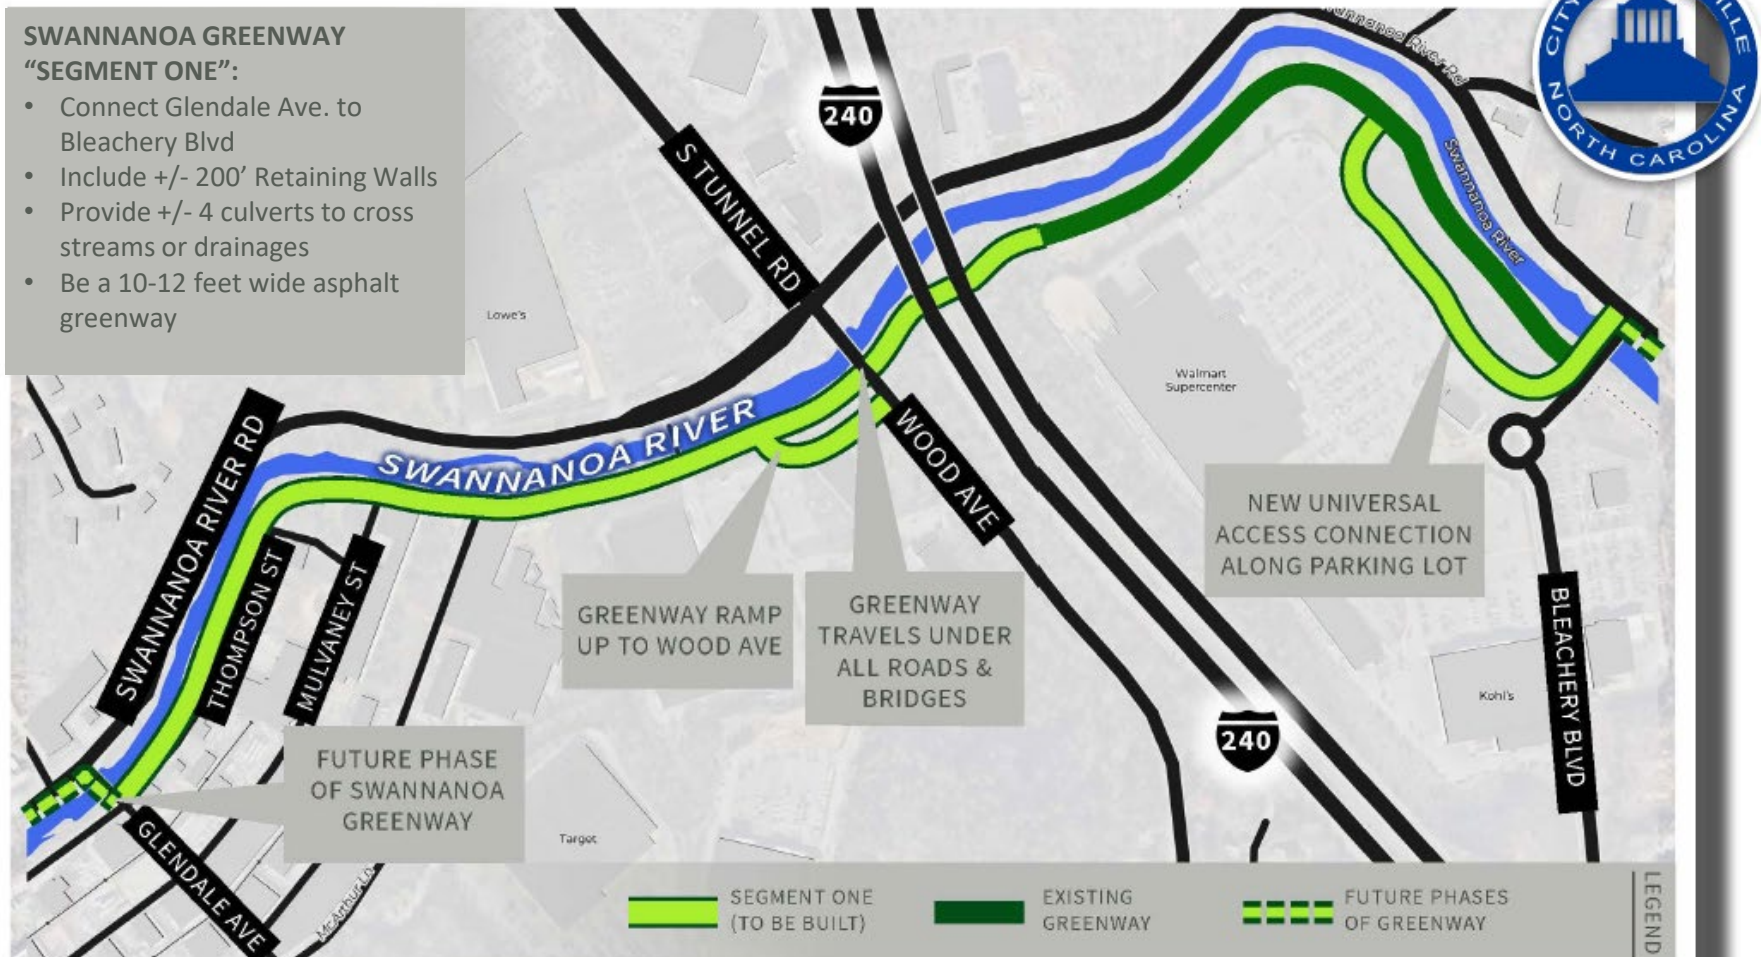 SWANNANOA GREENWAY
“SEGMENT ONE”:
• Connect Glendale Ave. to
Bleachery Blvd
• Include +/- 200’ Retaining Walls
• Provide +/- 4 culverts to cross
streams or drainages
• Be a 10-12 feet wide asphalt
greenway
240
S TUNNEL RD
Swannanoa River Rd
CITY
VILLE
NORTH CAROLINA
Swannanoa River
Lowe's
Walmart
Supercenter
SWANNANOA RIVER RD
SWANNANOA RIVER
WOOD AVE
THOMPSON ST
MULVANEY ST
NEW UNIVERSAL
ACCESS CONNECTION
ALONG PARKING LOT
GREENWAY RAMP
UP TO WOOD AVE
GREENWAY
TRAVELS UNDER
ALL ROADS &
BRIDGES
BLEACHERY BLVD
Kohl's
240
FUTURE PHASE
OF SWANNANOA
GREENWAY
Target
GLENDALE AVE
McArthur Ln
SEGMENT ONE
(TO BE BUILT)
EXISTING
GREENWAY
FUTURE PHASES
OF GREENWAY
LEGEND